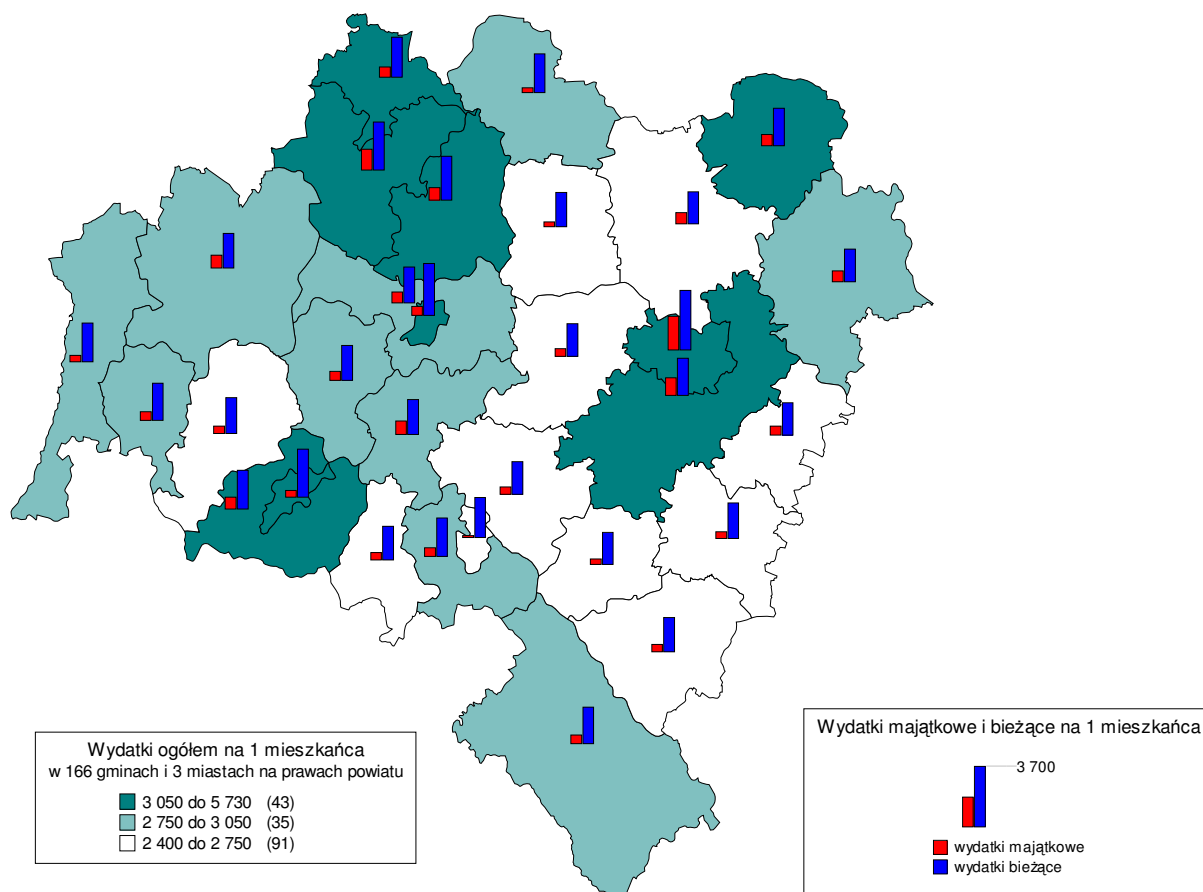 Wydatki ogółem na 1 mieszkańca
w 166 gminach i 3 miastach na prawach powiatu
3 050 do 5 730 (43)
2 750 do 3 050 (35)
2 400 do 2 750 (91)
Wydatki majątkowe i bieżące na 1 mieszkańca
3 700
wydatki majątkowe
wydatki bieżące